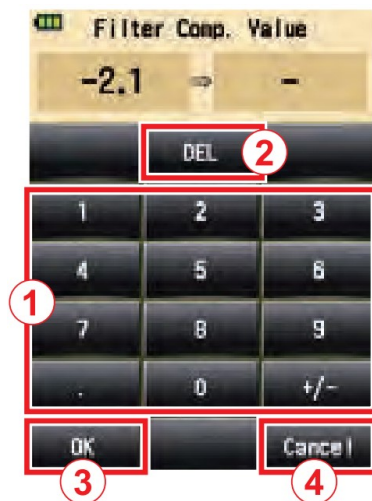 Filter Comp. Value
-2.1 ⇨ -
DEL 2
1 2 3
4 5 6
1
7 8 9
. 0 +/-
OK Cancel
3 4